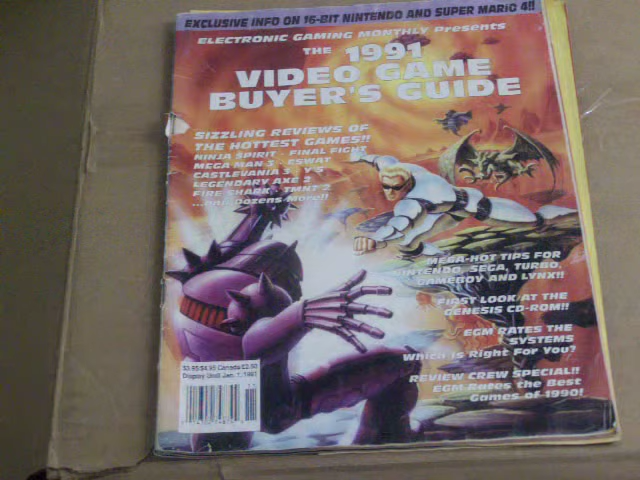 EXCLUSIVE INFO ON 16-BIT NINTENDO AND SUPER MARIO 4!!
ELECTRONIC GAMING MONTHLY Presents
THE 1991
VIDEO GAME
BUYER'S GUIDE
SIZZLING REVIEWS OF
THE HOTTEST GAMES!!
NINJA SPIRIT - FINAL FIGHT
MEGA MAN 3 - ESWAT
CASTLEVANIA 3 - Y'S
LEGENDARY AXE 2
FIRE SHARK - TMNT 2
...and Dozens More!!
MEGA-HOT TIPS FOR
NINTENDO, SEGA, TURBO,
GAMEBOY AND LYNX!!
FIRST LOOK AT THE
GENESIS CD-ROM!!
EGM RATES THE
SYSTEMS
Which is Right For You?
REVIEW CREW SPECIAL!!
EGM Rates the Best
Games of 1990!
$3.95/$4.95 Canada/£2.50
Display Until Jan. 1, 1991